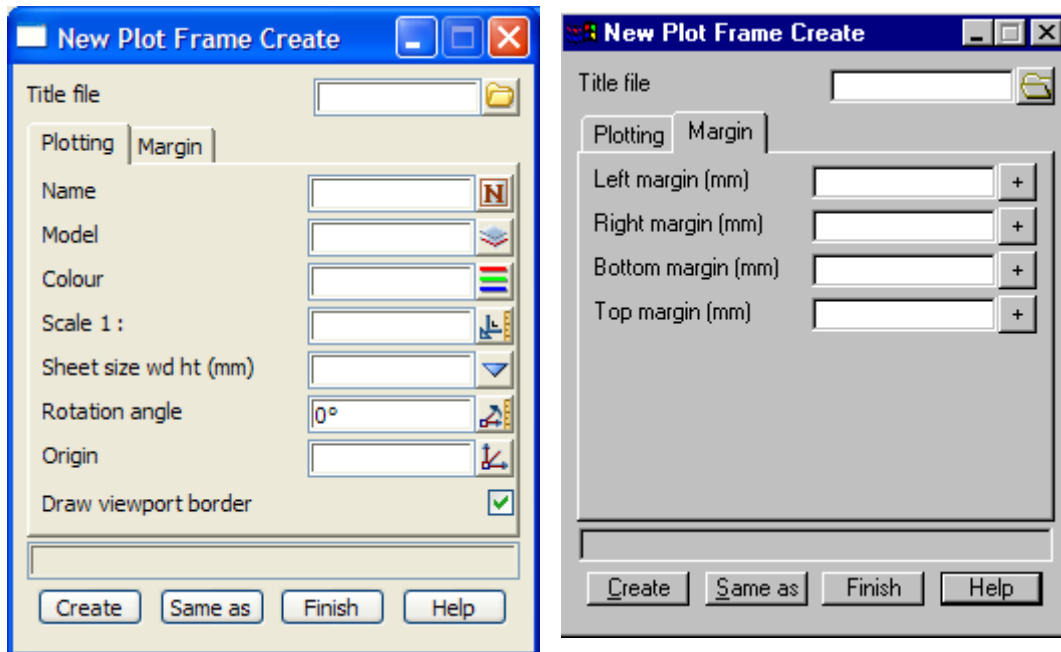 New Plot Frame Create
Title file
Plotting Margin
Name N
Model
Colour
Scale 1 :
Sheet size wd ht (mm)
Rotation angle 0°
Origin
Draw viewport border
Create Same as Finish Help
New Plot Frame Create
Title file
Plotting Margin
Left margin (mm) +
Right margin (mm) +
Bottom margin (mm) +
Top margin (mm) +
Create Same as Finish Help